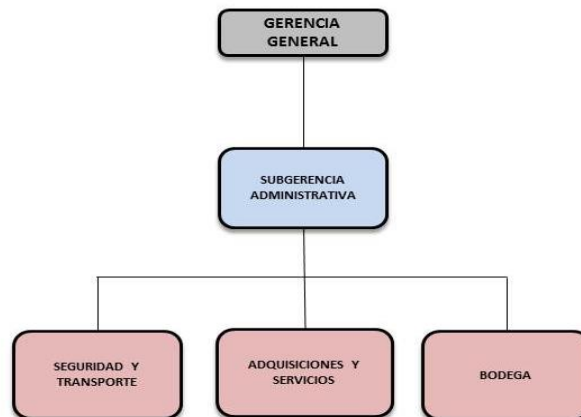 GERENCIA
GENERAL
SUBGERENCIA
ADMINISTRATIVA
SEGURIDAD Y
TRANSPORTE
ADQUISICIONES Y
SERVICIOS
BODEGA